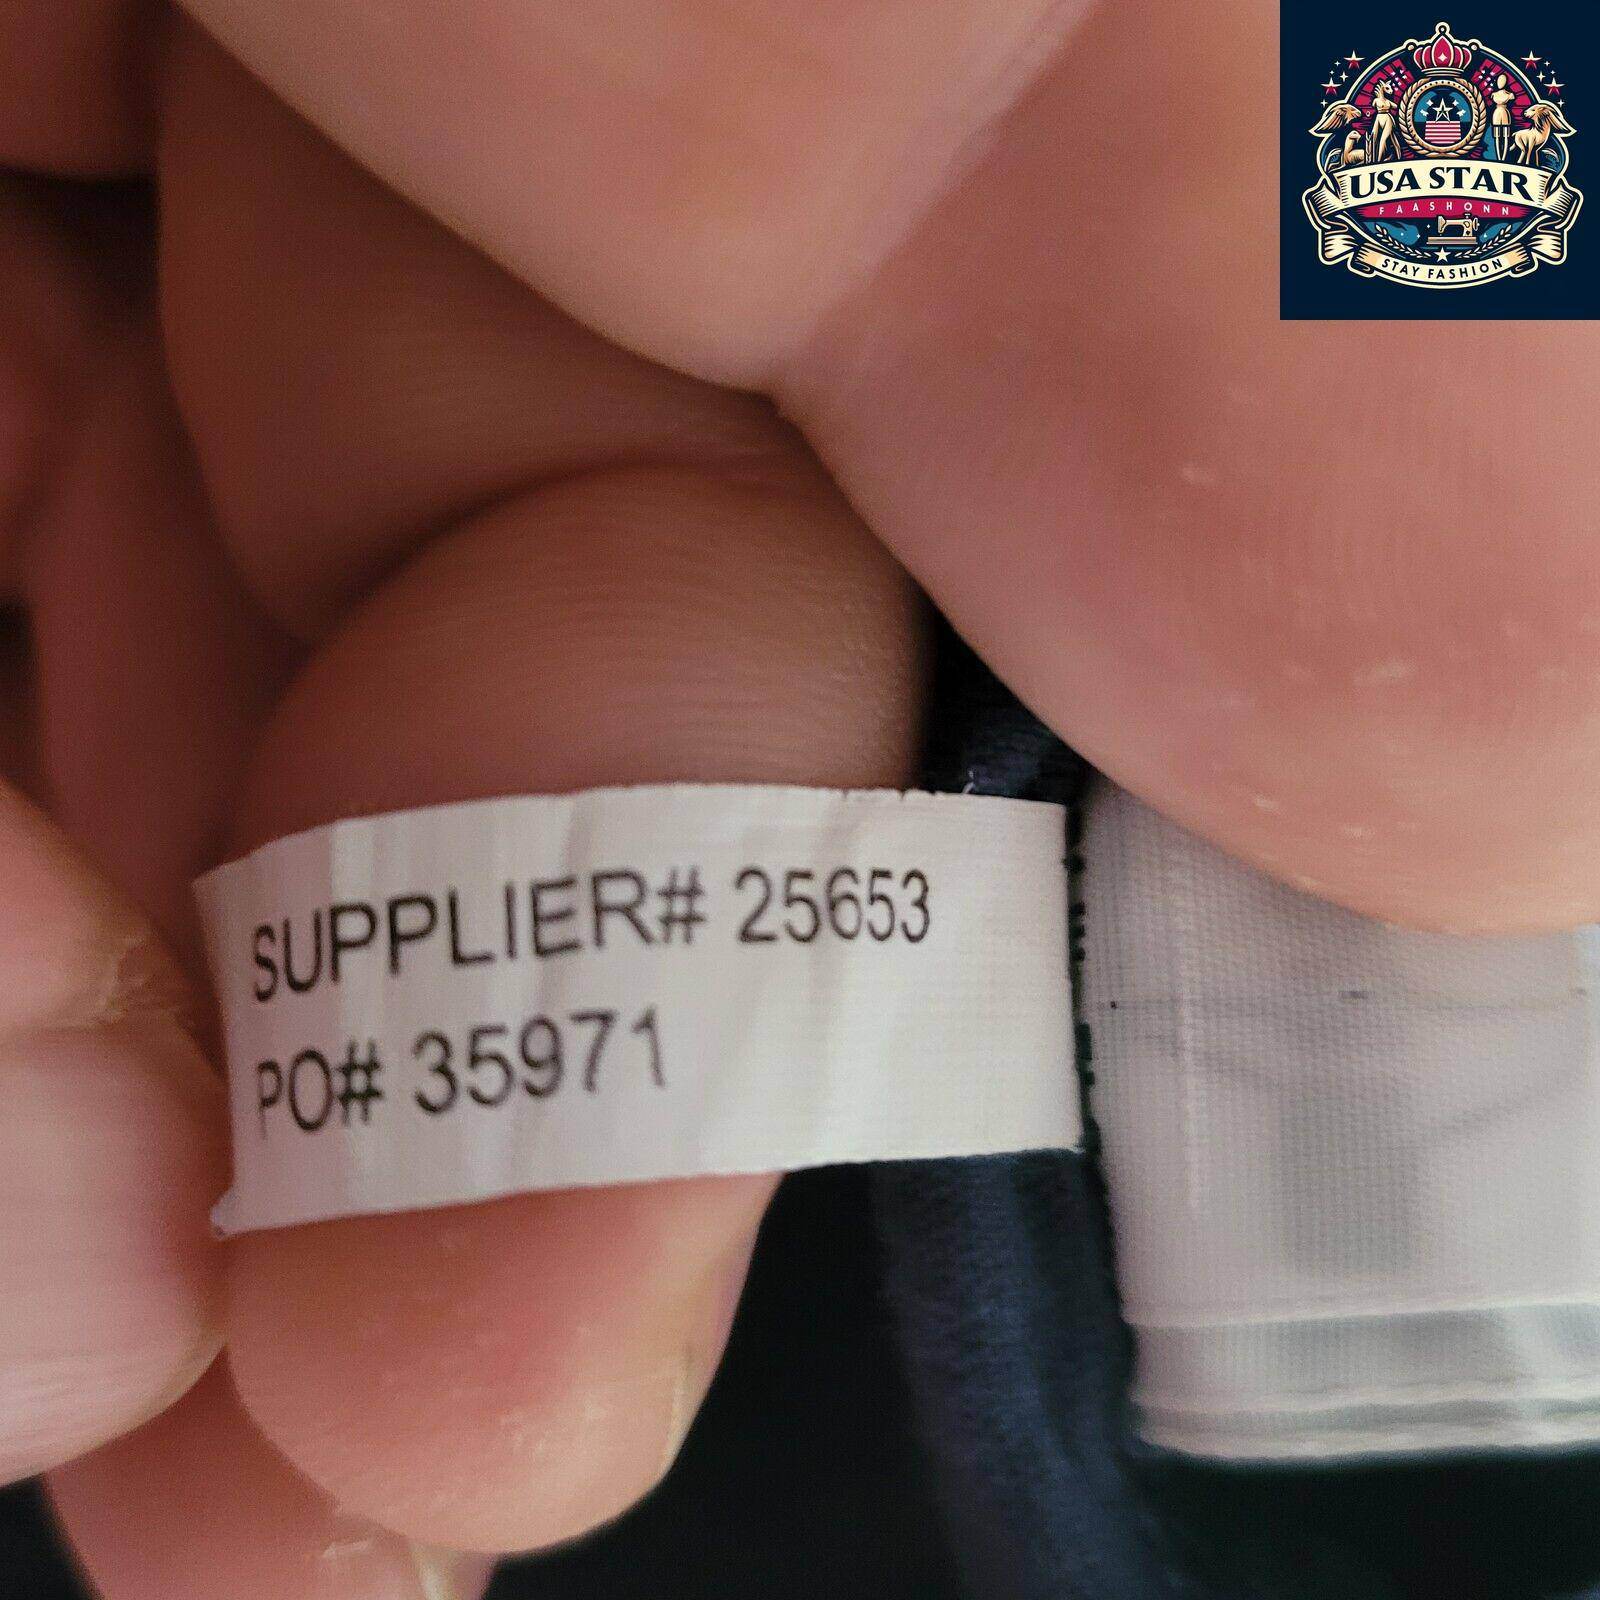 USA STAR
FAASHONN
STAY FASHION
SUPPLIER# 25653
PO# 35971